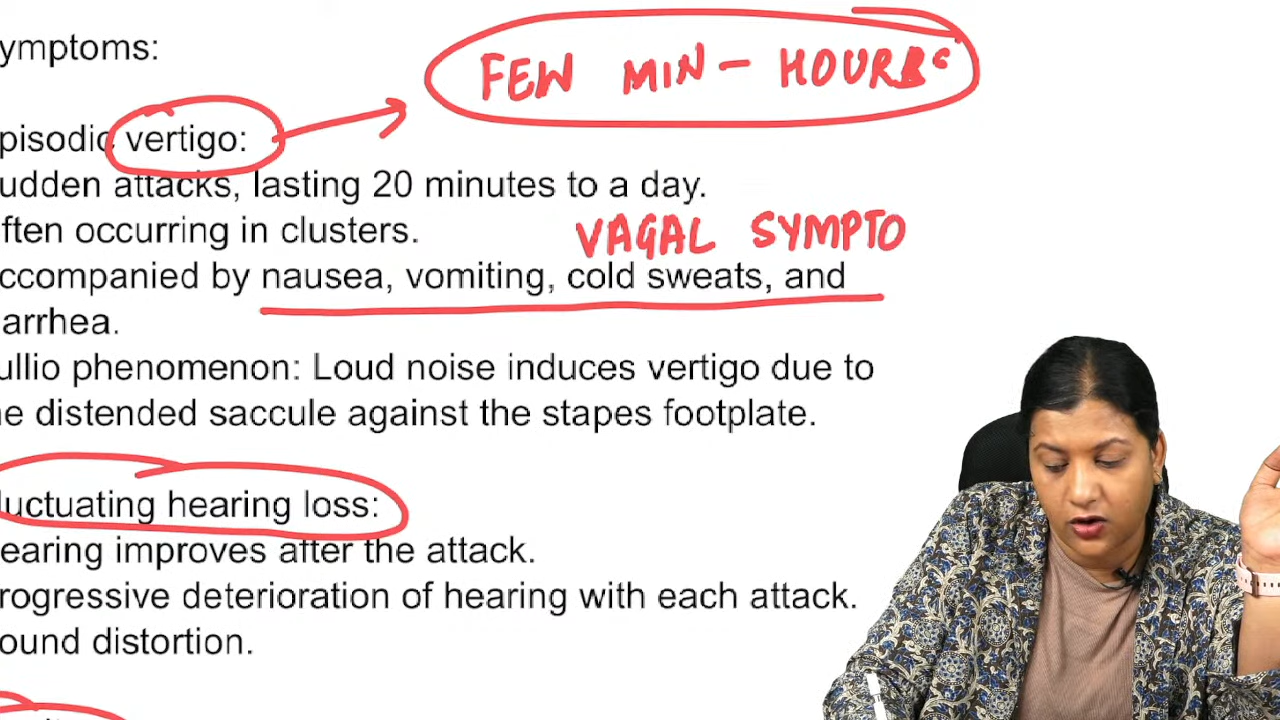 ymptoms:
FEW MIN - HOURS
pisodic vertigo:
udden attacks, lasting 20 minutes to a day.
ften occurring in clusters.
VAGAL SYMPTO
ccompanied by nausea, vomiting, cold sweats, and
arrhea.
ullio phenomenon: Loud noise induces vertigo due to
he distended saccule against the stapes footplate.
luctuating hearing loss:
earing improves after the attack.
rogressive deterioration of hearing with each attack.
ound distortion.